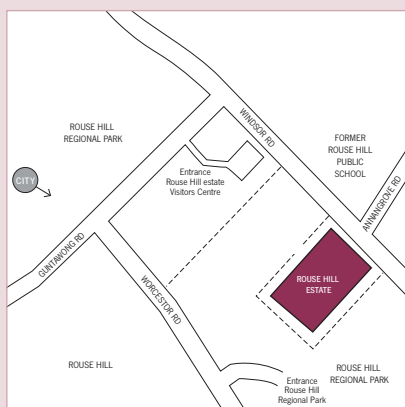 ROUSE HILL
REGIONAL PARK
WINDSOR RD
FORMER
ROUSE HILL
PUBLIC
SCHOOL
ANNANGROVE RD
CITY
Entrance
Rouse Hill estate
Visitors Centre
GUNTAWONG RD
WORCESTOR RD
ROUSE HILL
ESTATE
ROUSE HILL
Entrance
Rouse Hill
Regional Park
ROUSE HILL
REGIONAL PARK